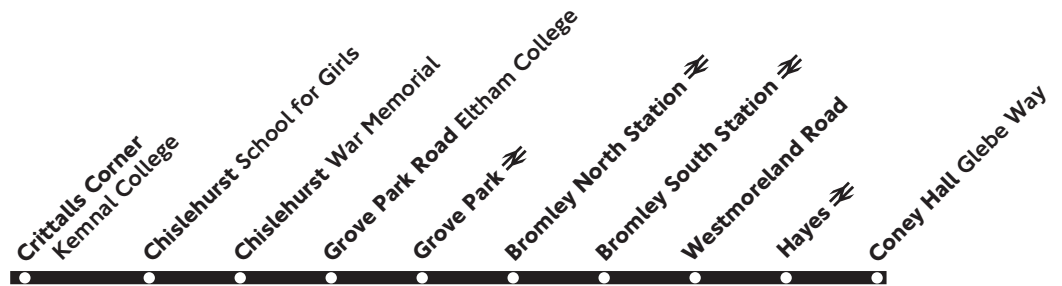 Crittalls Corner
Kemnal College
Chislehurst School for Girls
Chislehurst War Memorial
Grove Park Road Eltham College
Grove Park
Bromley North Station
Bromley South Station
Westmoreland Road
Hayes
Coney Hall Glebe Way